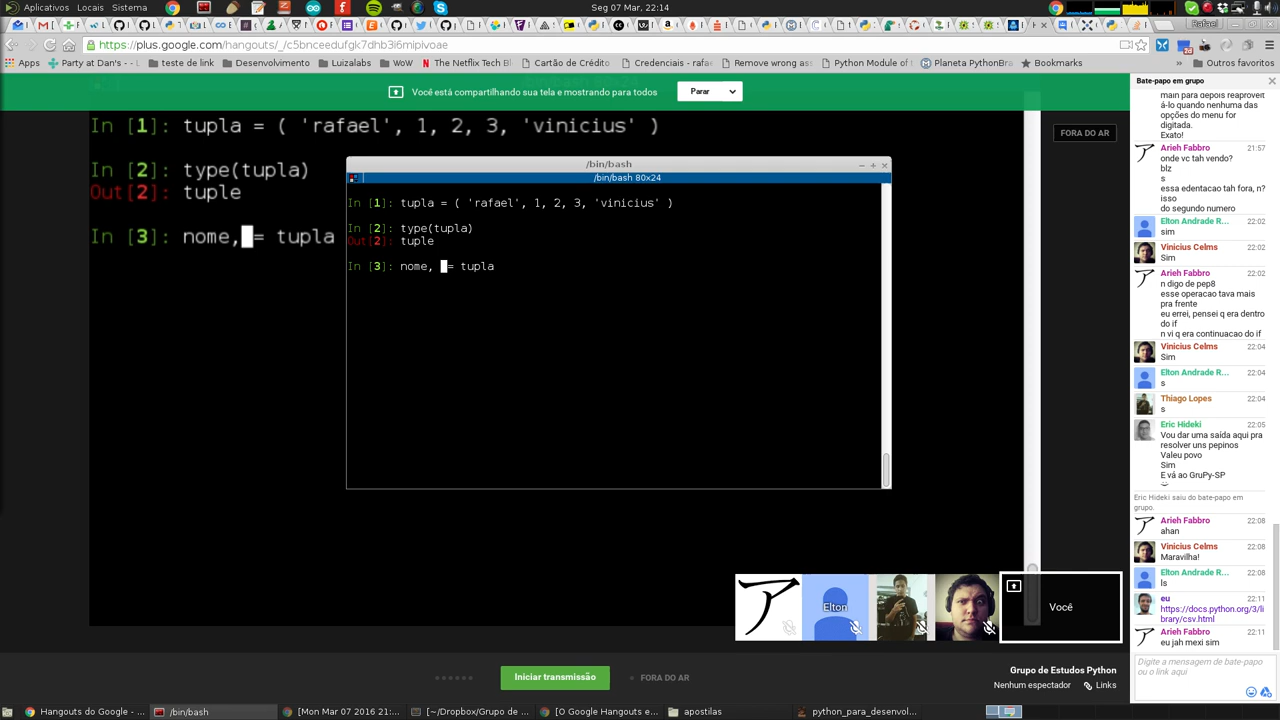 Aplicativos Locais Sistema
Seg 07 Mar, 22:14
Rafael
https://plus.google.com/hangouts/_/c5bnceedufgk7dhb3i6mipivoae
Apps
Party at Dan's -...
teste de link
Desenvolvimento
Luizalabs
WoW
The Netflix Tech Bl
Cartão de Crédito
Credenciais - rafae
Remove wrong ass
Python Module of
Planeta PythonBra
Bookmarks
»
Outros favoritos
Você está compartilhando sua tela e mostrando para todos
Parar
FORA DO AR
In [1]: tupla = ( 'rafael', 1, 2, 3, 'vinicius' )
In [2]: type(tupla)
Out[2]: tuple
In [3]: nome, = tupla
/bin/bash
/bin/bash 80x24
In [1]: tupla = ( 'rafael', 1, 2, 3, 'vinicius' )
In [2]: type(tupla)
Out[2]: tuple
In [3]: nome, = tupla
Elton
Você
Iniciar transmissão
FORA DO AR
Grupo de Estudos Python
Nenhum espectador
Links
Bate-papo em grupo
main para depois reaproveit
á-lo quando nenhuma das
opções do menu for
digitada.
Exato!
Arieh Fabbro 21:57
onde vc tah vendo?
blz
s
essa edentacao tah fora, n?
isso
do segundo numero
Elton Andrade R... 22:02
sim
Vinicius Celms 22:02
Sim
Arieh Fabbro 22:02
n digo de pep8
esse operacao tava mais
pra frente
eu errei, pensei q era dentro
do if
n vi q era continuacao do if
Vinicius Celms 22:04
Sim
Elton Andrade R... 22:04
s
Thiago Lopes 22:04
s
Eric Hideki 22:05
Vou dar uma saída aqui pra
resolver uns pepinos
Valeu povo
Sim
E vá ao GruPy-SP
Eric Hideki saiu do bate-papo em
grupo.
Arieh Fabbro 22:08
ahan
Vinicius Celms 22:08
Maravilha!
Elton Andrade R... 22:08
ls
eu 22:11
https://docs.python.org/3/li
brary/csv.html
Arieh Fabbro 22:11
eu jah mexi sim
Digite a mensagem de bate-papo
ou o link aqui
Hangouts do Google - ...
/bin/bash
[Mon Mar 07 2016 21:...
~/Dropbox/Grupo de ...
[O Google Hangouts e...
apostilas
python_para_desenvol...